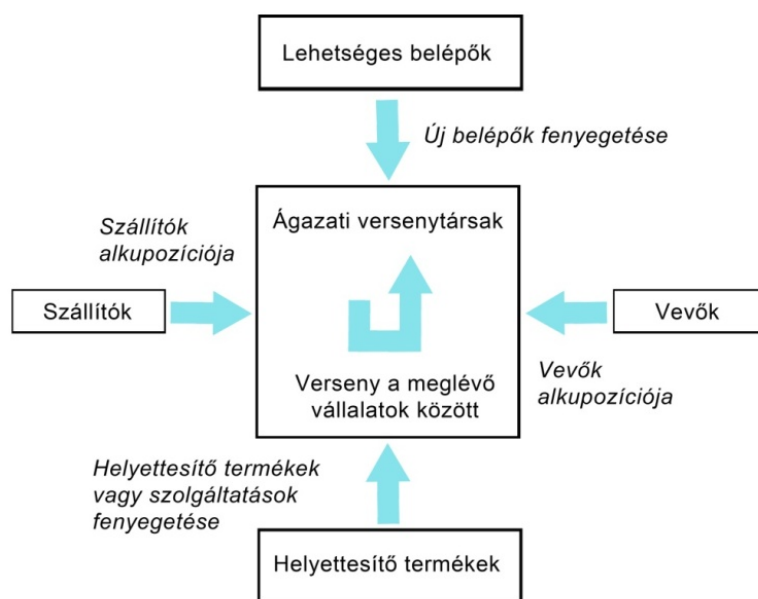 Lehetséges belépők
Új belépők fenyegetése
Ágazati versenytársak
Szállítók
alkupozíciója
Szállítók
Vevők
Verseny a meglévő
vállalatok között
Vevők
alkupozíciója
Helyettesítő termékek
vagy szolgáltatások
fenyegetése
Helyettesítő termékek